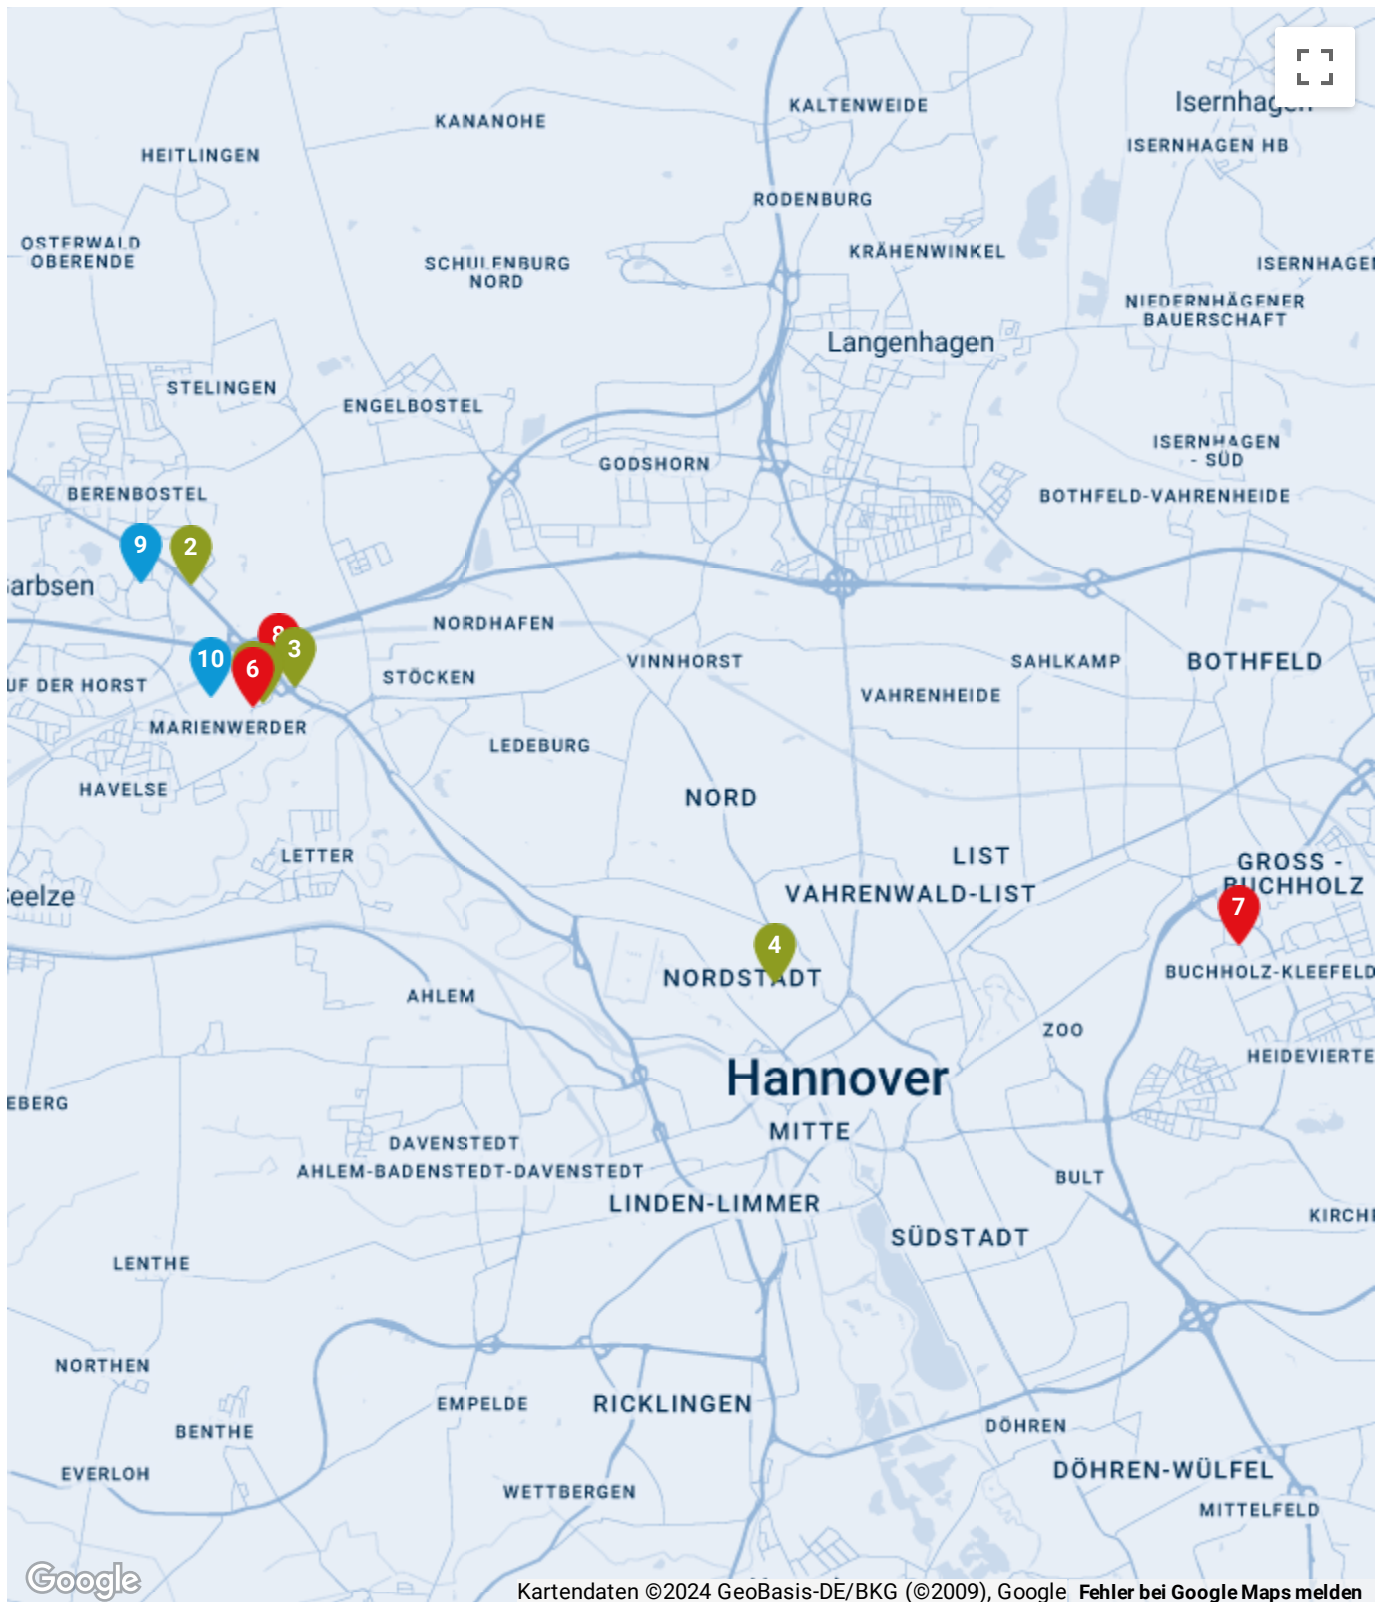 KALTENWEIDE
Isernhagen
KANANOHE
ISERNHAGEN HB
HEITLINGEN
RODENBURG
OSTERWALD
OBERENDE
KRÄHENWINKEL
SCHULENBURG
NORD
ISERNHAGEN
NIEDERNHÄGENER
BAUERSCHAFT
Langenhagen
STELINGEN
ENGELBOSTEL
ISERNHAGEN
- SÜD
GODSHORN
BERENBOSTEL
BOTHFELD-VAHRENHEIDE
9
2
arbsen
NORDHAFEN
8
3
10
6
VINNHORST
SAHLKAMP
BOTHFELD
STÖCKEN
UF DER HORST
VAHRENHEIDE
MARIENWERDER
LEDEBURG
HAVELSE
NORD
LETTER
LIST
GROSS -
BUCHHOLZ
VAHRENWALD-LIST
eelze
7
4
NORDSTADT
BUCHHOLZ-KLEEFELD
AHLEM
ZOO
HEIDEVIERTE
Hannover
EBERG
MITTE
DAVENSTEDT
AHLEM-BADENSTEDT-DAVENSTEDT
BULT
LINDEN-LIMMER
KIRCH
SÜDSTADT
LENTHE
NORTHEN
EMPELDE
RICKLINGEN
BENTHE
DÖHREN
EVERLOH
DÖHREN-WÜLFEL
WETTBERGEN
MITTELFELD
Google
Kartendaten ©2024 GeoBasis-DE/BKG (©2009), Google Fehler bei Google Maps melden